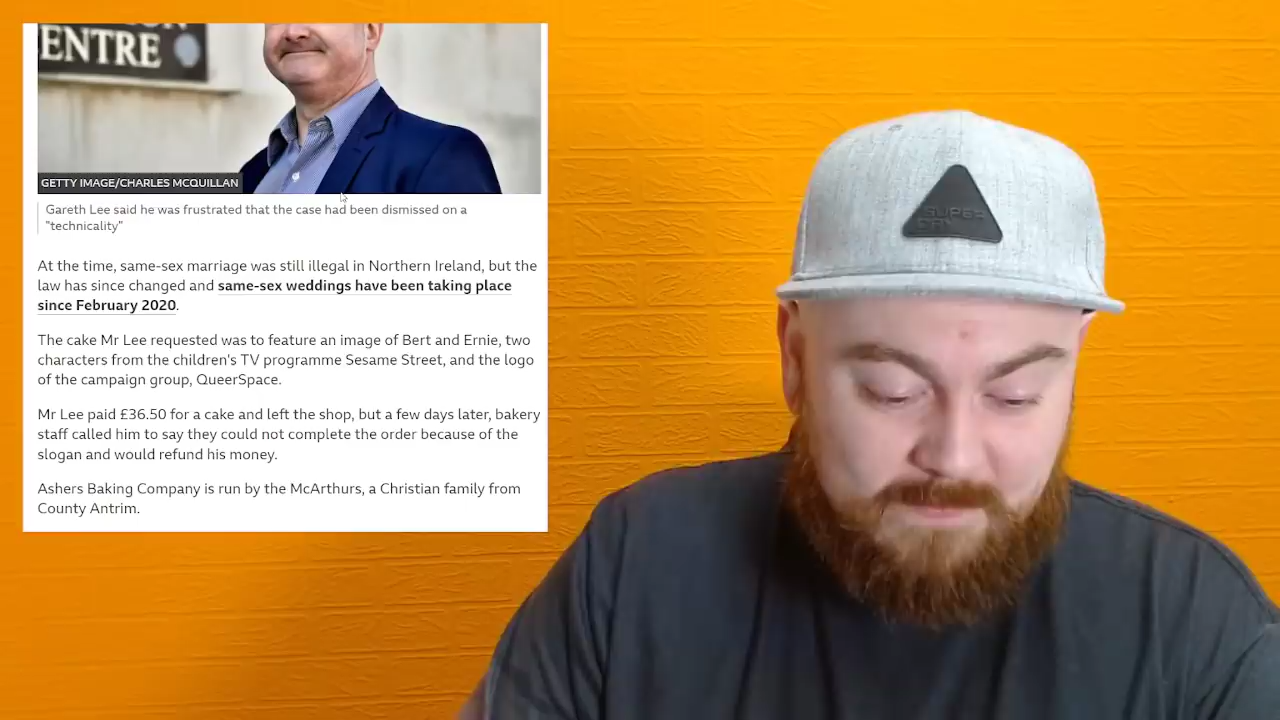 ENTRE
GETTY IMAGE/CHARLES MCQUILLAN
Gareth Lee said he was frustrated that the case had been dismissed on a
"technicality"
At the time, same-sex marriage was still illegal in Northern Ireland, but the
law has since changed and same-sex weddings have been taking place
since February 2020.
The cake Mr Lee requested was to feature an image of Bert and Ernie, two
characters from the children's TV programme Sesame Street, and the logo
of the campaign group, QueerSpace.
Mr Lee paid £36.50 for a cake and left the shop, but a few days later, bakery
staff called him to say they could not complete the order because of the
slogan and would refund his money.
Ashers Baking Company is run by the McArthurs, a Christian family from
County Antrim.
SUPER
DRY